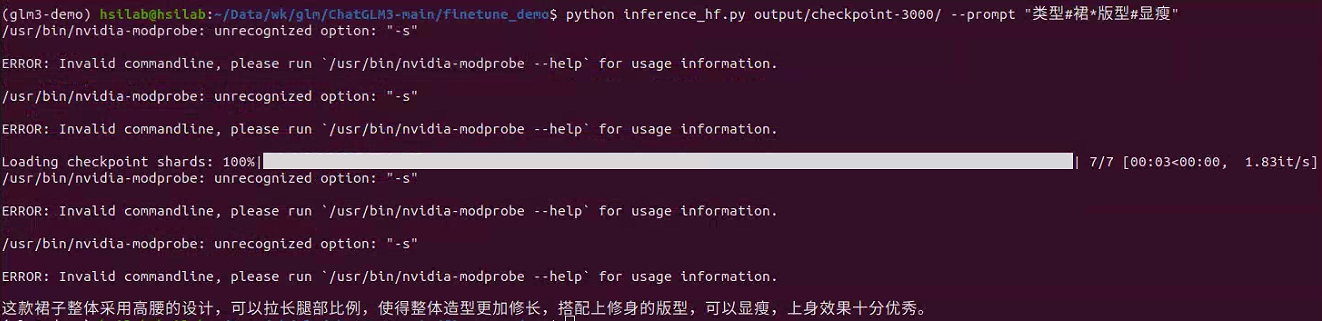 (glm3-demo) hsilab@hsilab:~/Data/wk/glm/ChatGLM3-main/finetune_demo$ python inference_hf.py output/checkpoint-3000/ --prompt "类型#裙*版型#显瘦"
/usr/bin/nvidia-modprobe: unrecognized option: "-s"
ERROR: Invalid commandline, please run `/usr/bin/nvidia-modprobe --help` for usage information.
/usr/bin/nvidia-modprobe: unrecognized option: "-s"
ERROR: Invalid commandline, please run `/usr/bin/nvidia-modprobe --help` for usage information.
Loading checkpoint shards: 100%|| 7/7 [00:03<00:00, 1.83it/s]
/usr/bin/nvidia-modprobe: unrecognized option: "-s"
ERROR: Invalid commandline, please run `/usr/bin/nvidia-modprobe --help` for usage information.
/usr/bin/nvidia-modprobe: unrecognized option: "-s"
ERROR: Invalid commandline, please run `/usr/bin/nvidia-modprobe --help` for usage information.
这款裙子整体采用高腰的设计，可以拉长腿部比例，使得整体造型更加修长，搭配上修身的版型，可以显瘦，上身效果十分优秀。